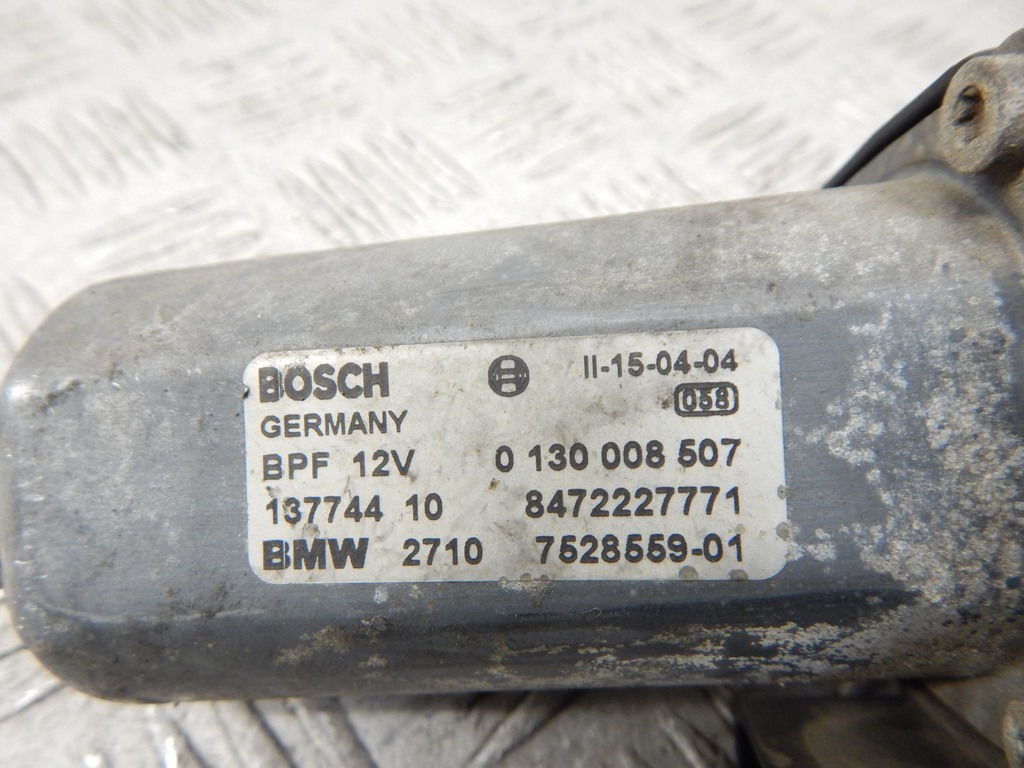 BOSCH II-15-04-04
058
GERMANY
BPF 12V 0 130 008 507
137744 10 8472227771
BMW 2710 7528559-01